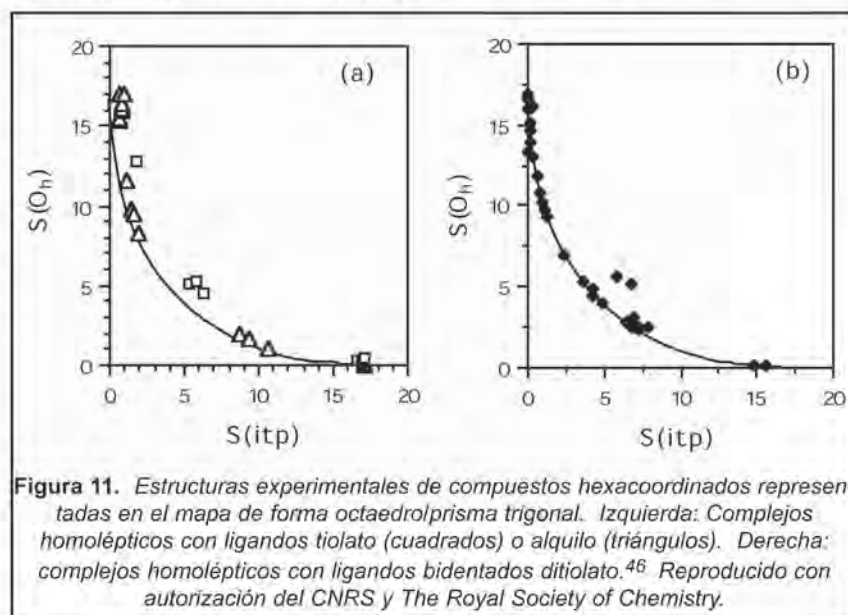 20
15
10
5
0
S(Oh)
(a)
0 5 10 15 20
S(itp)
20
15
10
5
0
S(Oh)
(b)
0 5 10 15 20
S(itp)
Figura 11. Estructuras experimentales de compuestos hexacoordinados represen
tadas en el mapa de forma octaedrolprisma trigonal. Izquierda: Complejos
homolépticos con ligandos tiolato (cuadrados) o alquilo (triángulos). Derecha:
complejos homolépticos con ligandos bidentados ditiolato.46 Reproducido con
autorización del CNRS y The Royal Society of Chemistry.